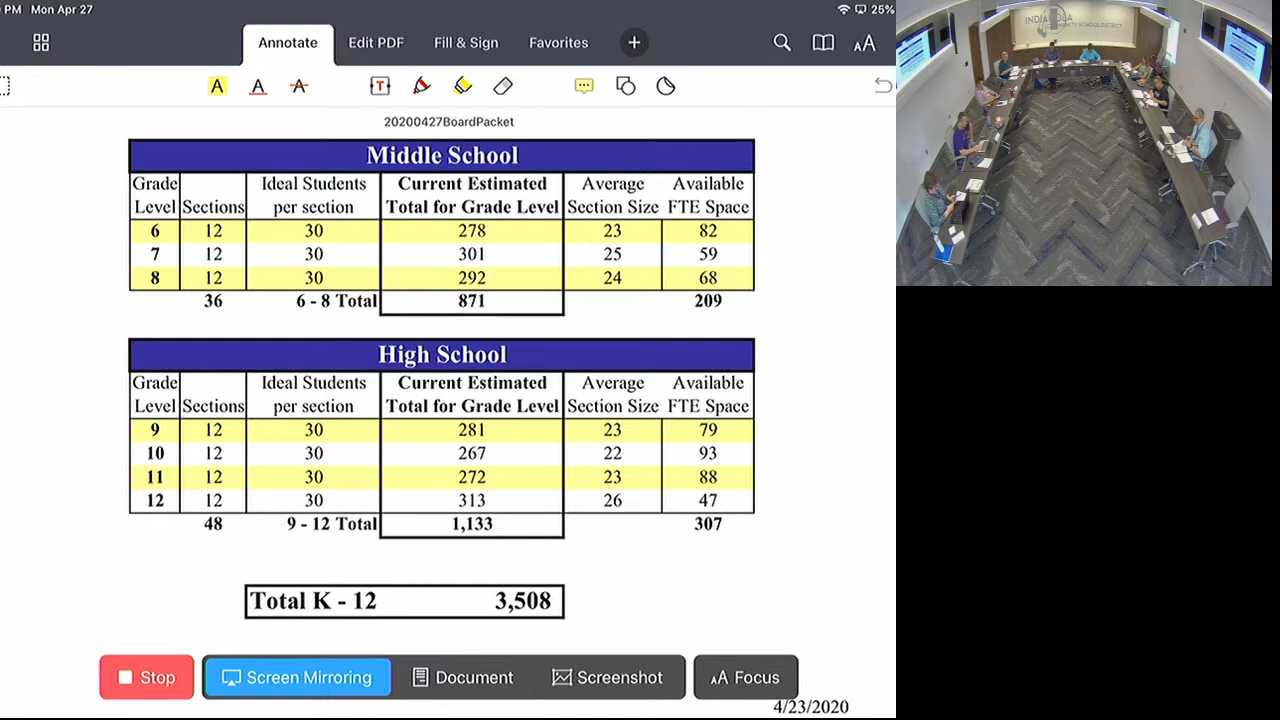 PM Mon Apr 27
25%
Annotate
Edit PDF
Fill & Sign
Favorites
+
AA
A A A T
20200427BoardPacket
Middle School
Grade Level Sections Ideal Students per section Current Estimated Total for Grade Level Average Section Size Available FTE Space
6 12 30 278 23 82
7 12 30 301 25 59
8 12 30 292 24 68
36 6 - 8 Total 871 209
High School
Grade Level Sections Ideal Students per section Current Estimated Total for Grade Level Average Section Size Available FTE Space
9 12 30 281 23 79
10 12 30 267 22 93
11 12 30 272 23 88
12 12 30 313 26 47
48 9 - 12 Total 1,133 307
Total K - 12 3,508
Stop
Screen Mirroring
Document
Screenshot
AA Focus
4/23/2020
INDIANOLA
COMMUNITY SCHOOL DISTRICT